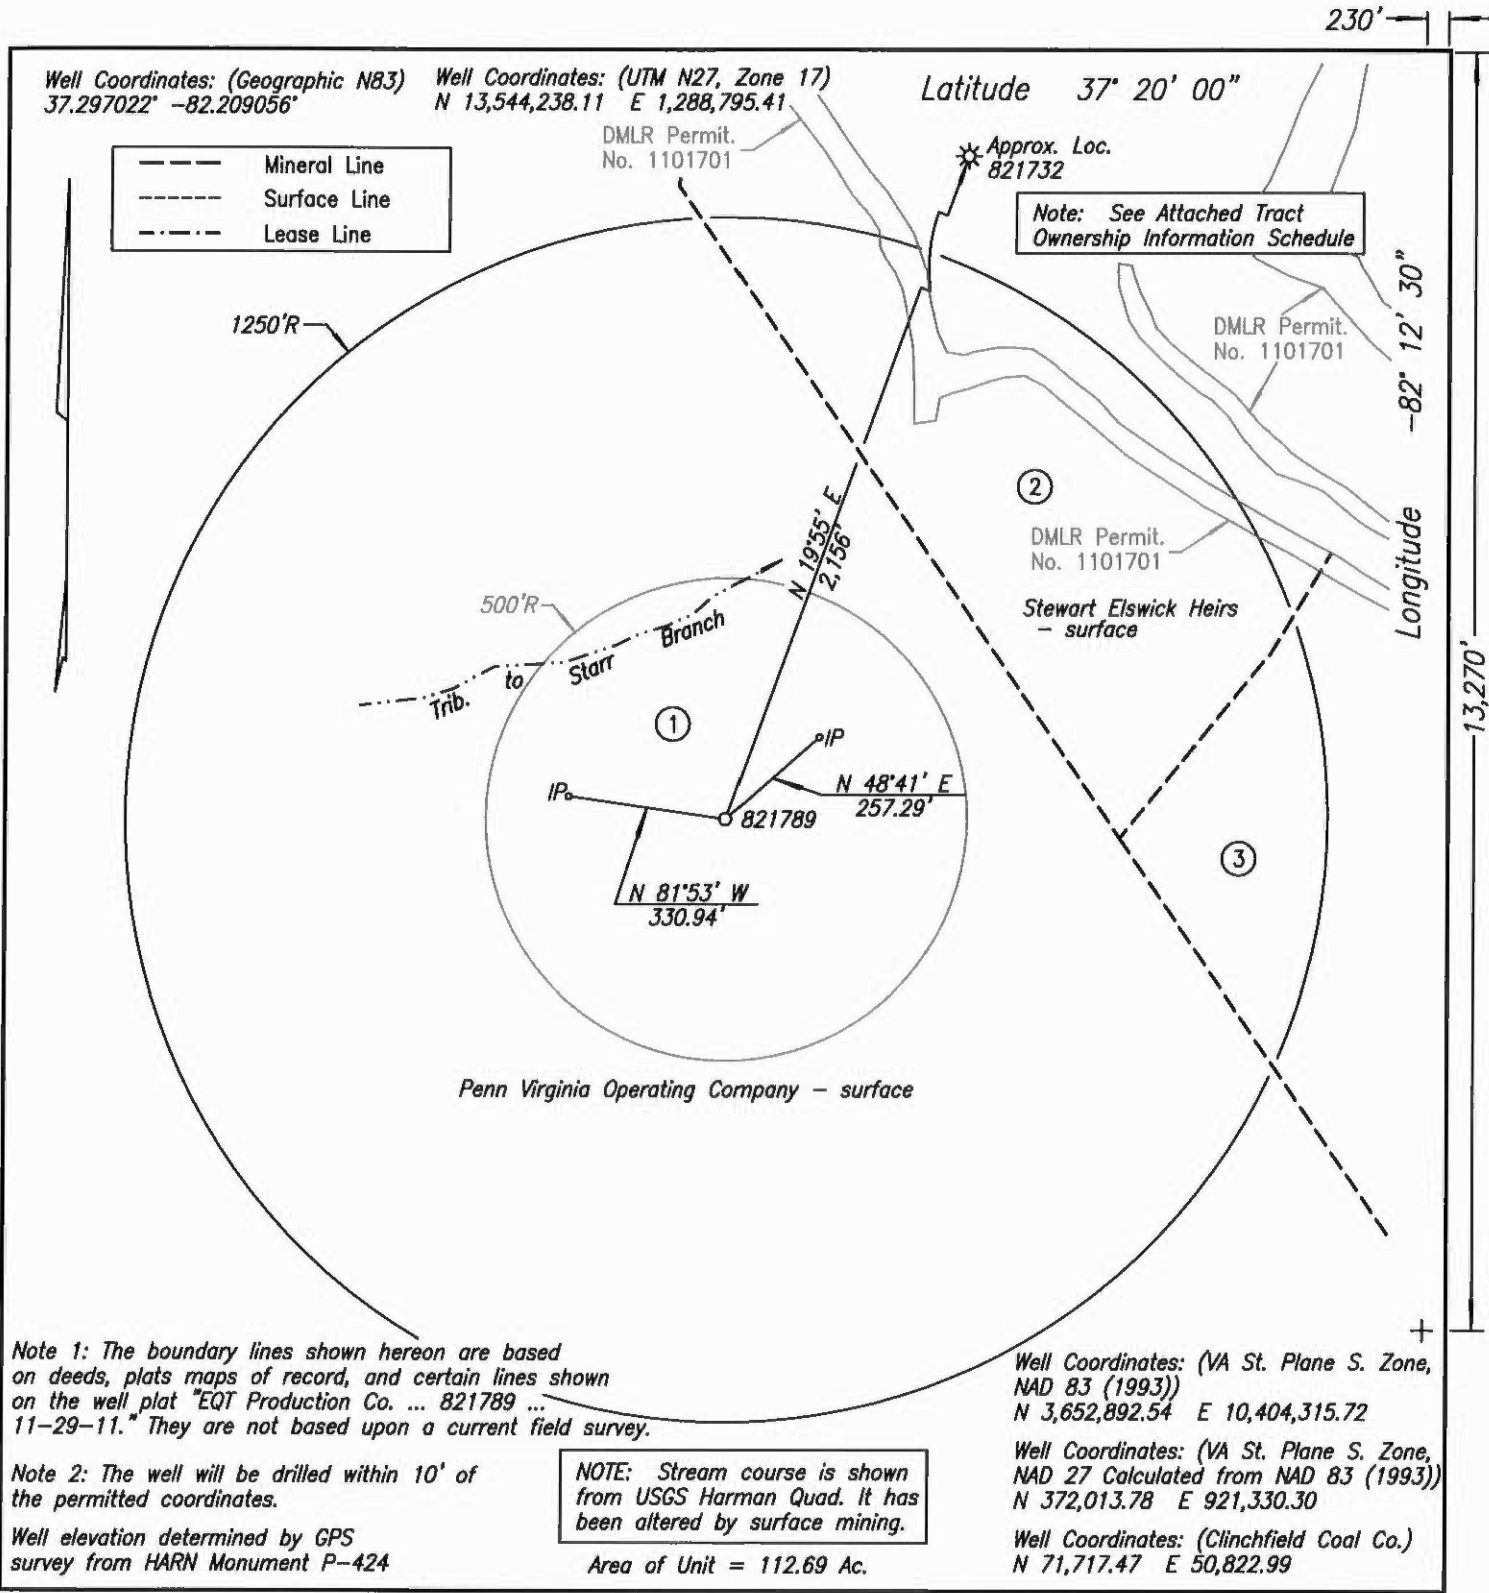 230'
Well Coordinates: (Geographic N83)
37.297022° -82.209056°
Well Coordinates: (UTM N27, Zone 17)
N 13,544,238.11 E 1,288,795.41
Latitude 37° 20' 00"
DMLR Permit.
No. 1101701
Approx. Loc.
821732
Mineral Line
Surface Line
Lease Line
Note: See Attached Tract
Ownership Information Schedule
Longitude -82° 12' 30"
1250'R
DMLR Permit.
No. 1101701
2
N 19°55' E
2,156'
DMLR Permit.
No. 1101701
500'R
Stewart Elswick Heirs
- surface
Trib. to Starr Branch
13,270'
1
IP
IP
N 48°41' E
257.29'
821789
3
N 81°53' W
330.94'
Penn Virginia Operating Company - surface
Note 1: The boundary lines shown hereon are based
on deeds, plats maps of record, and certain lines shown
on the well plat "EQT Production Co. ... 821789 ...
11-29-11." They are not based upon a current field survey.
Note 2: The well will be drilled within 10' of
the permitted coordinates.
Well elevation determined by GPS
survey from HARN Monument P-424
NOTE: Stream course is shown
from USGS Harman Quad. It has
been altered by surface mining.
Area of Unit = 112.69 Ac.
Well Coordinates: (VA St. Plane S. Zone,
NAD 83 (1993))
N 3,652,892.54 E 10,404,315.72
Well Coordinates: (VA St. Plane S. Zone,
NAD 27 Calculated from NAD 83 (1993))
N 372,013.78 E 921,330.30
Well Coordinates: (Clinchfield Coal Co.)
N 71,717.47 E 50,822.99